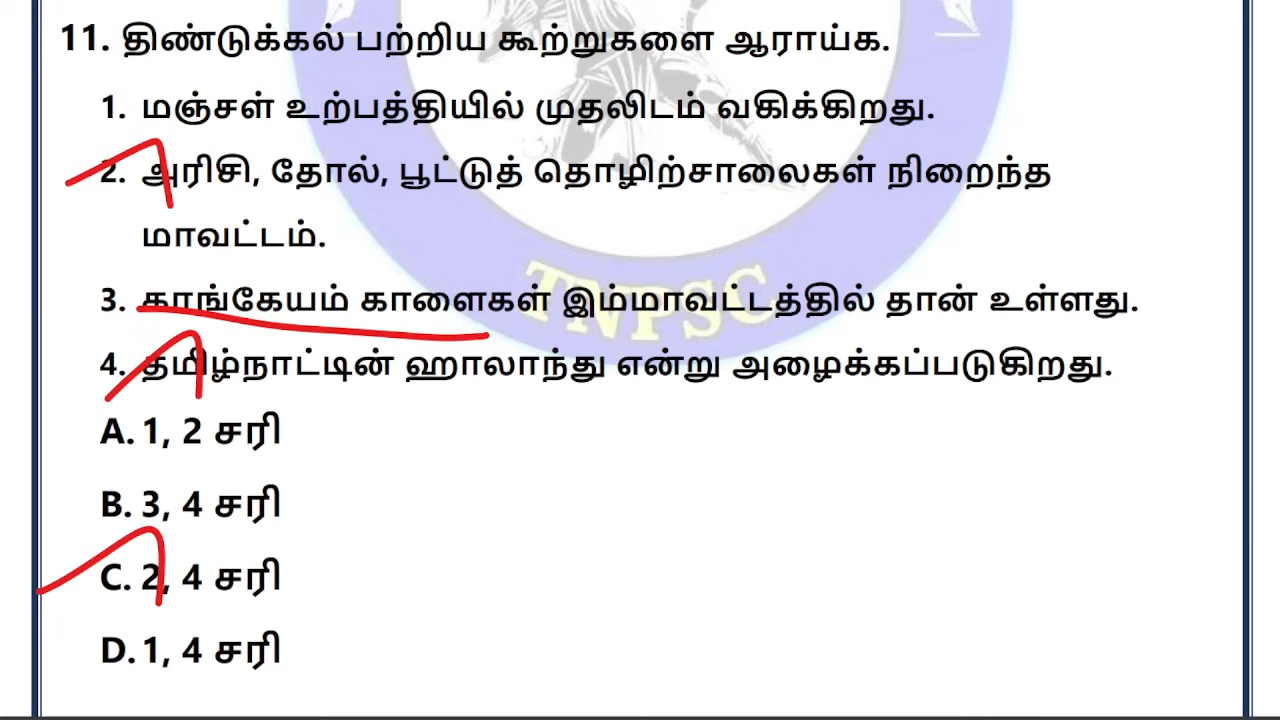 11. திண்டுக்கல் பற்றிய கூற்றுகளை ஆராய்க.
1. மஞ்சள் உற்பத்தியில் முதலிடம் வகிக்கிறது.
2. அரிசி, தோல், பூட்டுத் தொழிற்சாலைகள் நிறைந்த
மாவட்டம்.
3. காங்கேயம் காளைகள் இம்மாவட்டத்தில் தான் உள்ளது.
TNPSC
4. தமிழ்நாட்டின் ஹாலாந்து என்று அழைக்கப்படுகிறது.
A. 1, 2 சரி
B. 3, 4 சரி
C. 2, 4 சரி
D. 1, 4 சரி